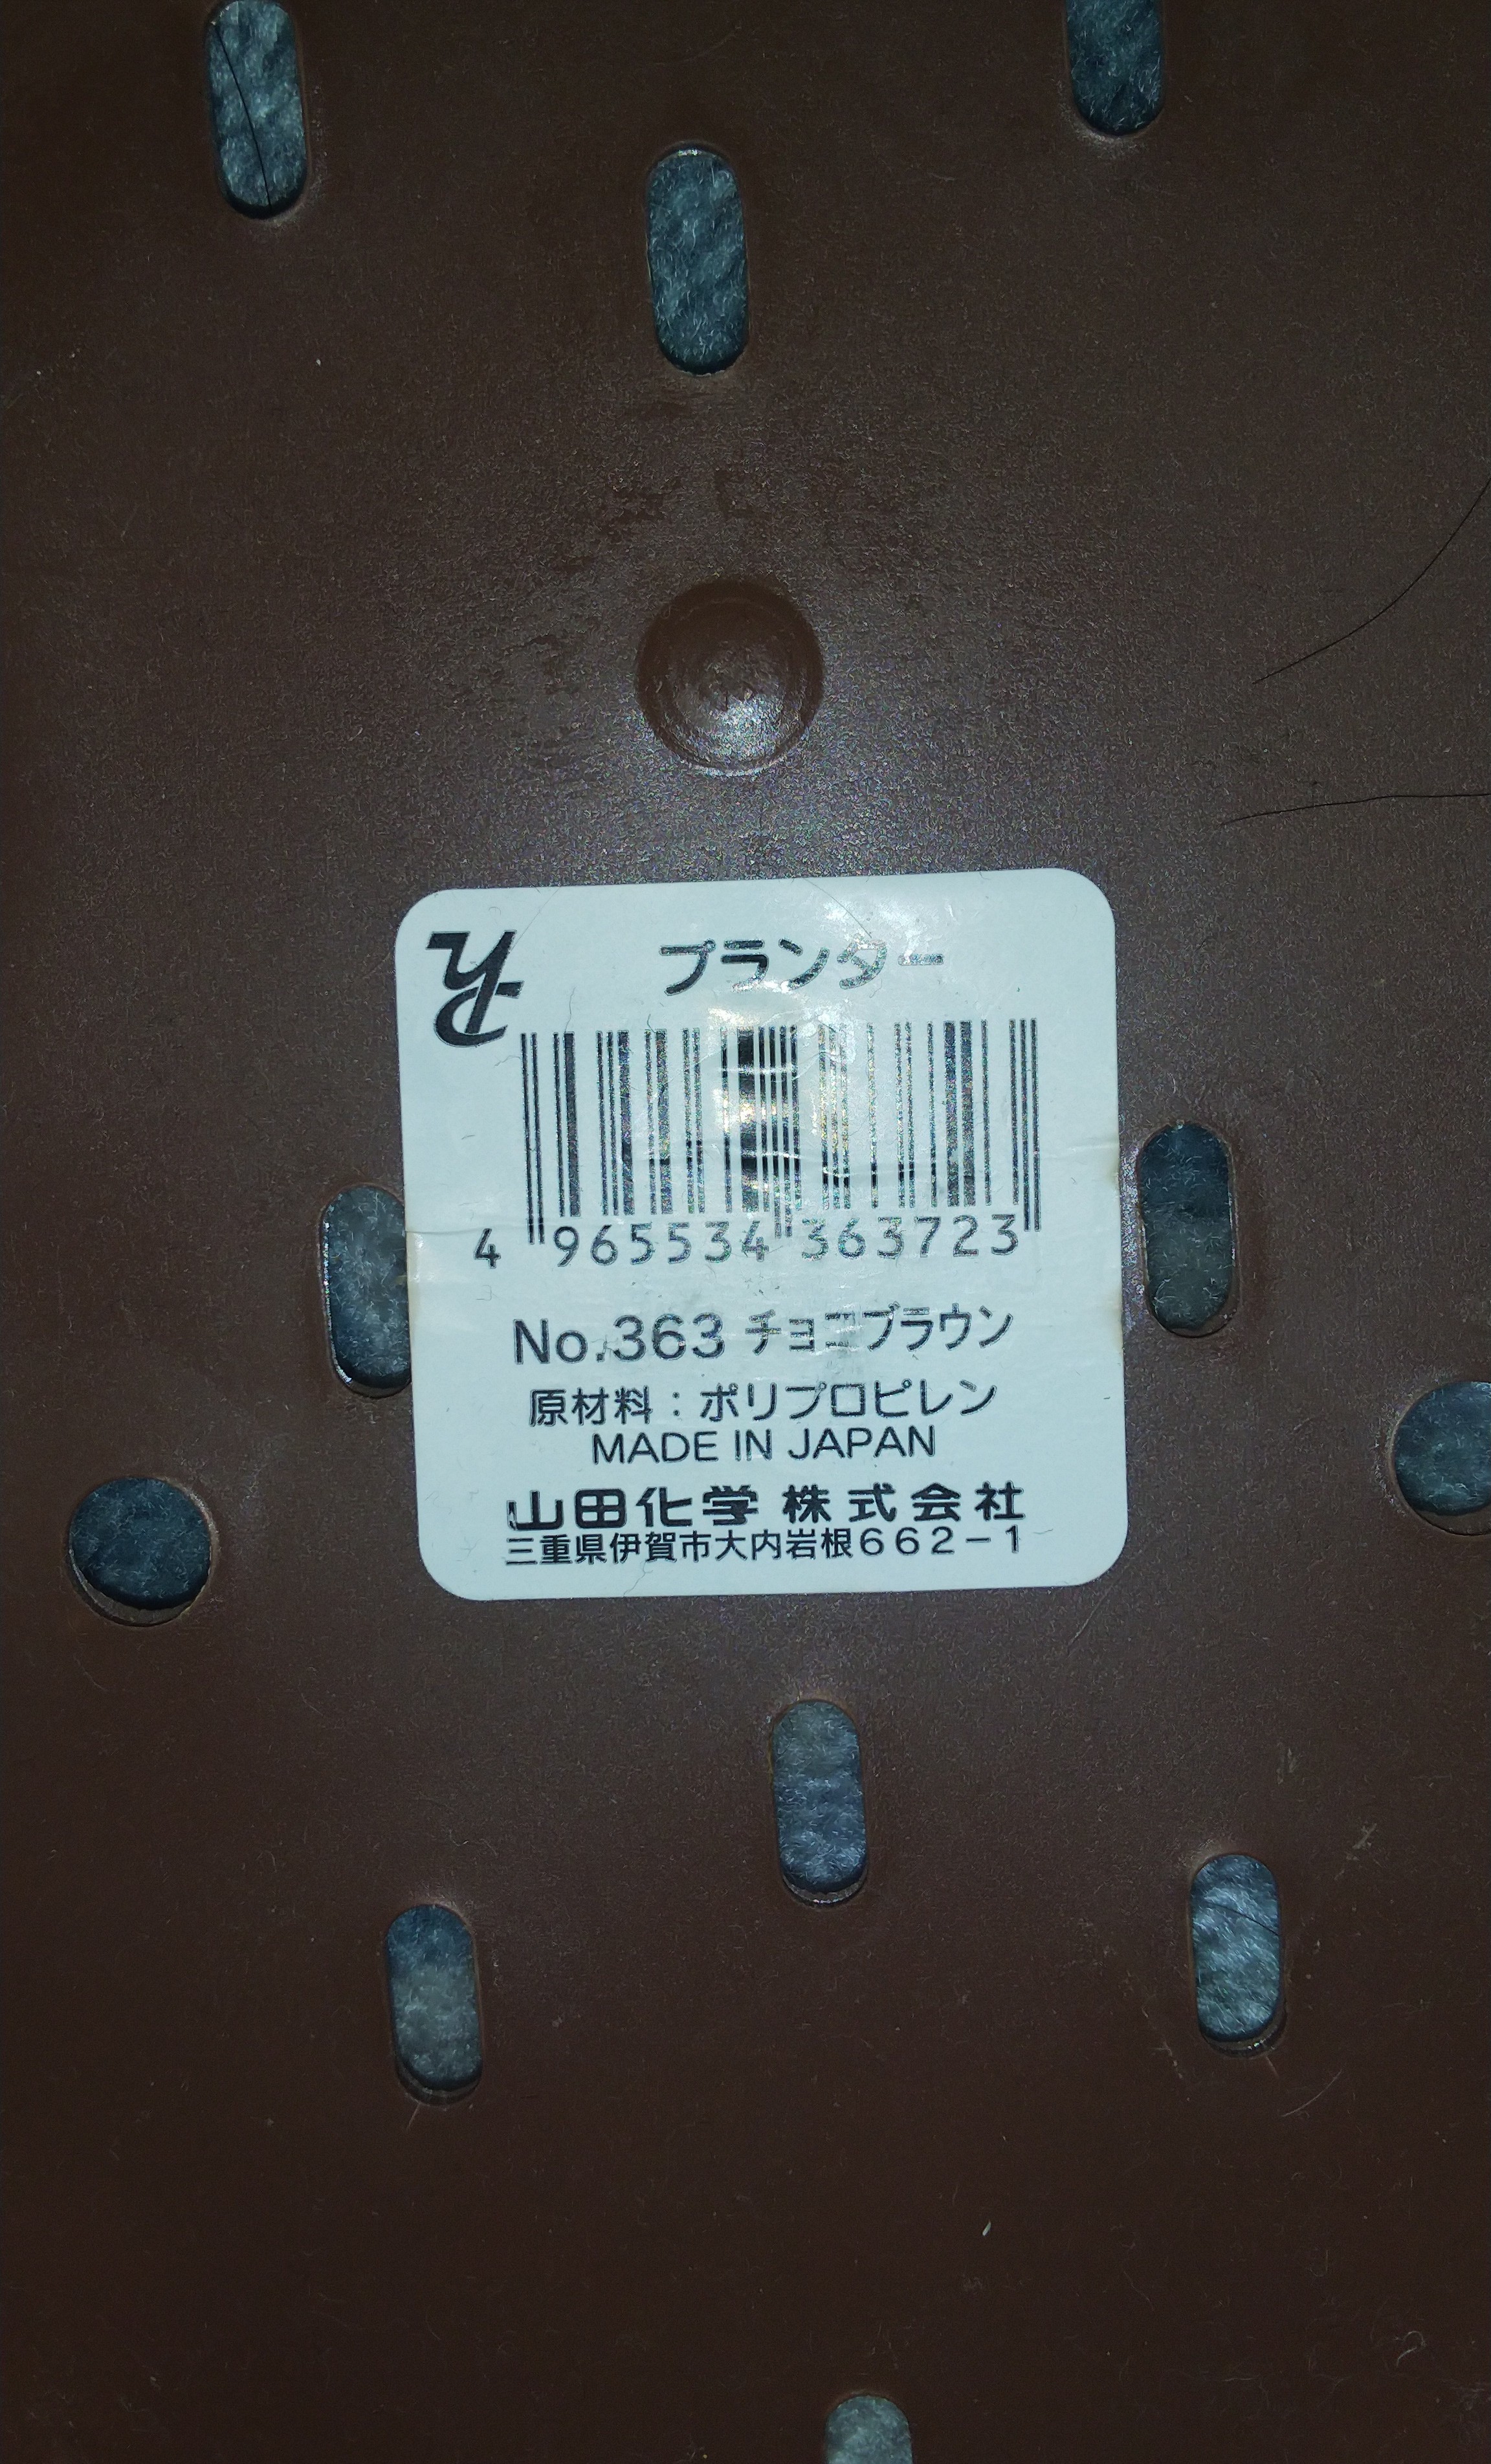 YC
プランター
4 965534 363723
No.363 チョコブラウン
原材料：ポリプロピレン
MADE IN JAPAN
山田化学 株式会社
三重県伊賀市大内岩根662-1